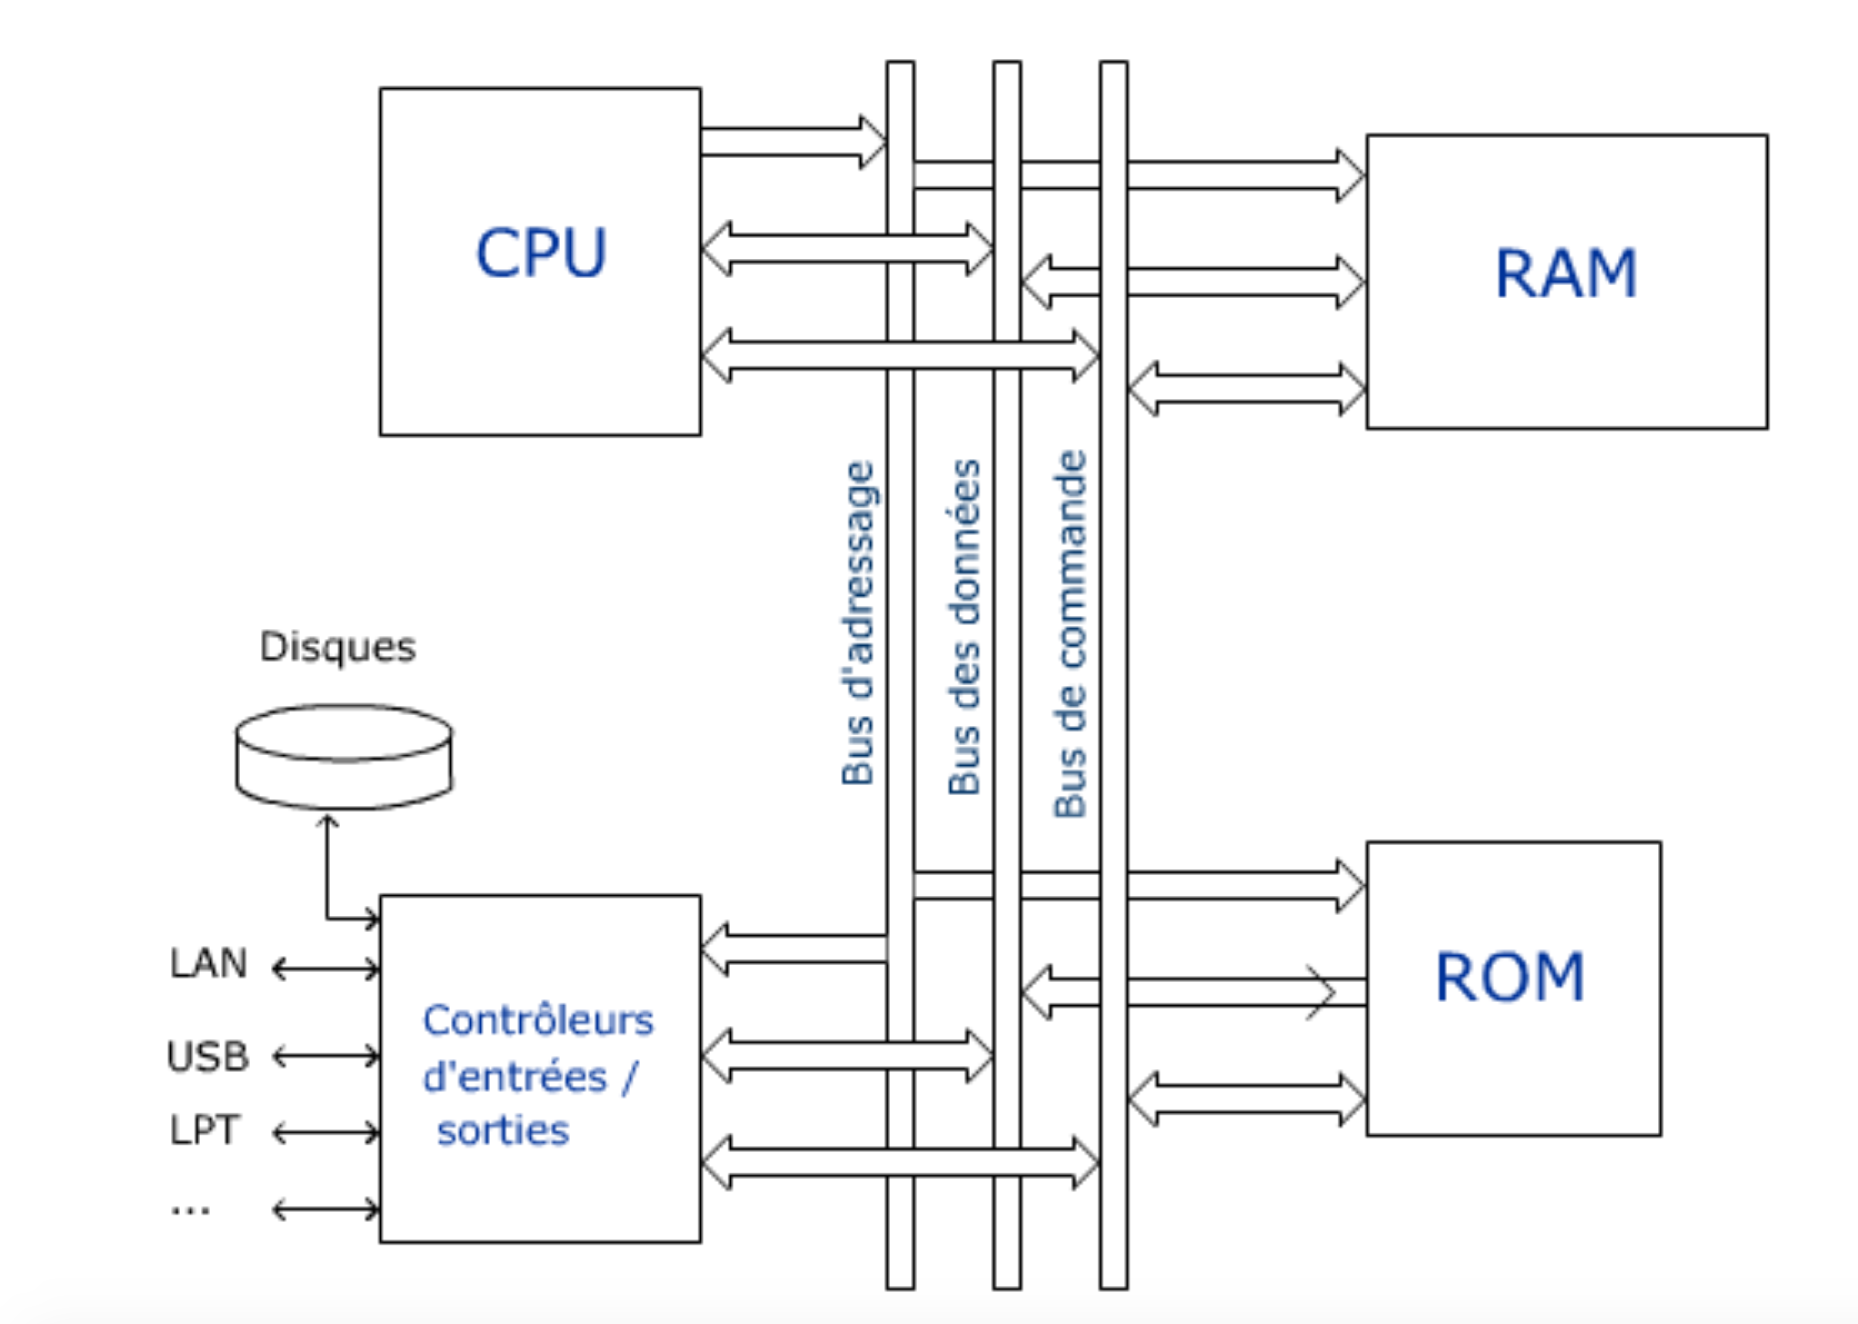 CPU
RAM
Bus d'adressage
Bus des données
Bus de commande
Disques
LAN
USB
LPT
...
Contrôleurs
d'entrées /
sorties
ROM